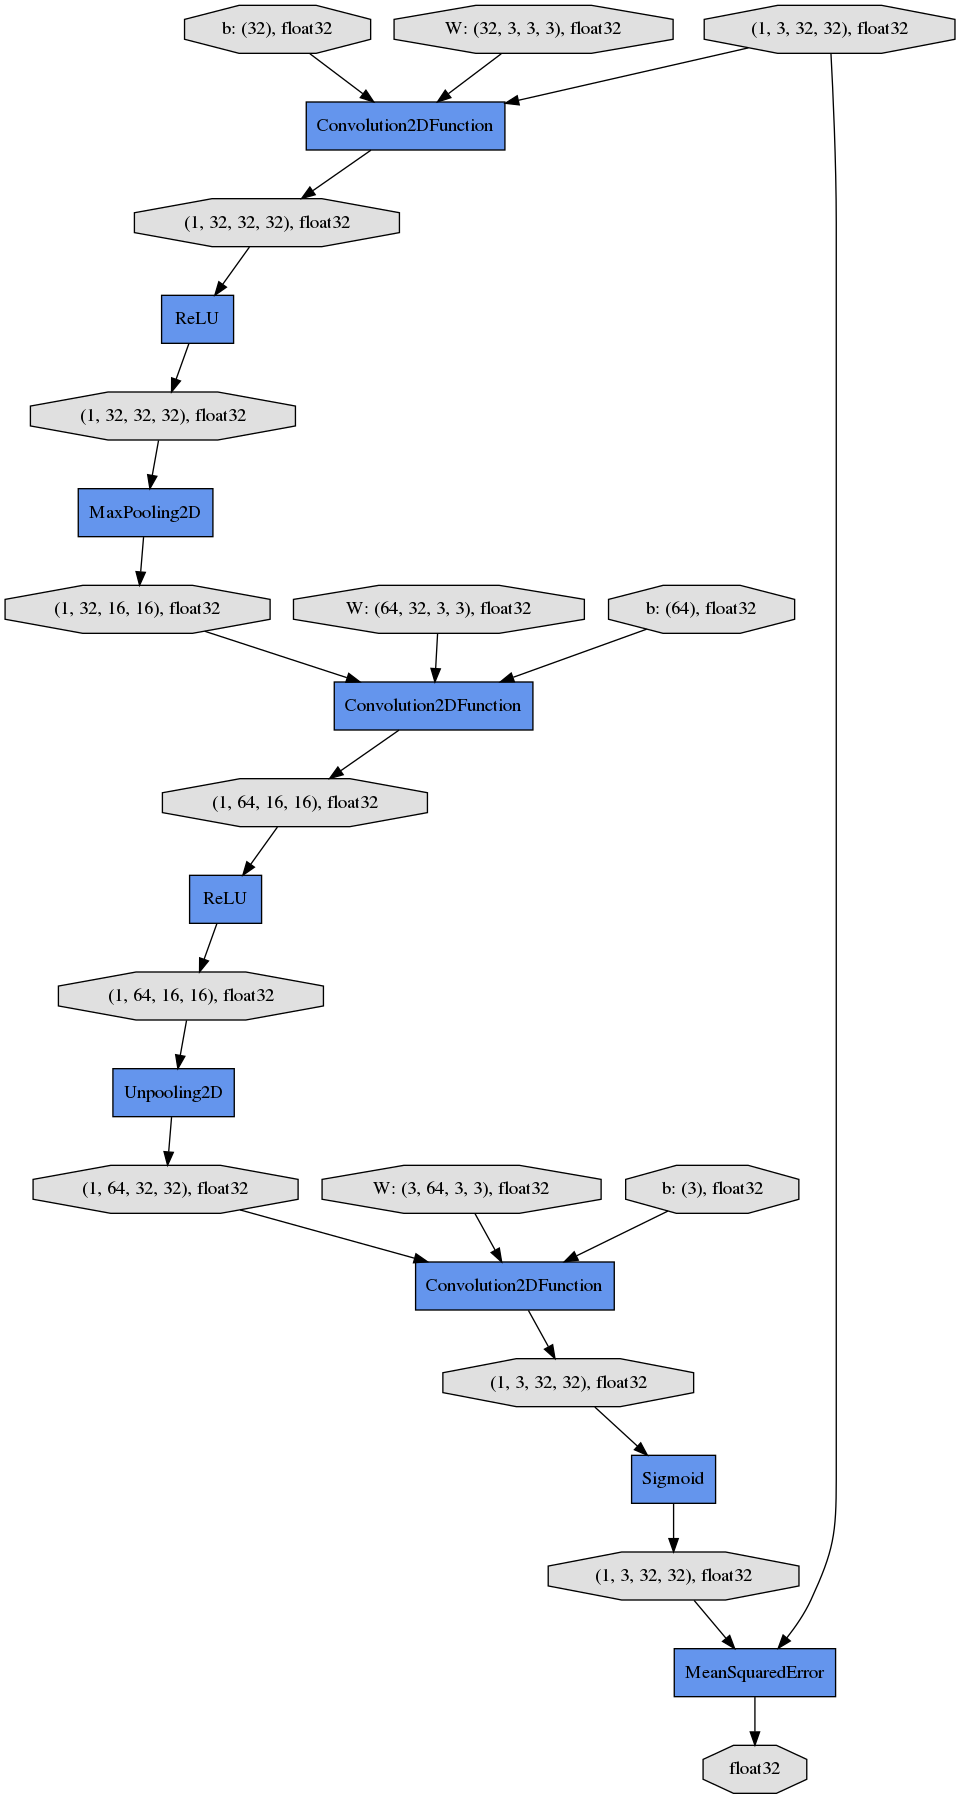 b: (32), float32
W: (32, 3, 3, 3), float32
(1, 3, 32, 32), float32
Convolution2DFunction
(1, 32, 32, 32), float32
ReLU
(1, 32, 32, 32), float32
MaxPooling2D
(1, 32, 16, 16), float32
W: (64, 32, 3, 3), float32
b: (64), float32
Convolution2DFunction
(1, 64, 16, 16), float32
ReLU
(1, 64, 16, 16), float32
Unpooling2D
(1, 64, 32, 32), float32
W: (3, 64, 3, 3), float32
b: (3), float32
Convolution2DFunction
(1, 3, 32, 32), float32
Sigmoid
(1, 3, 32, 32), float32
MeanSquaredError
float32